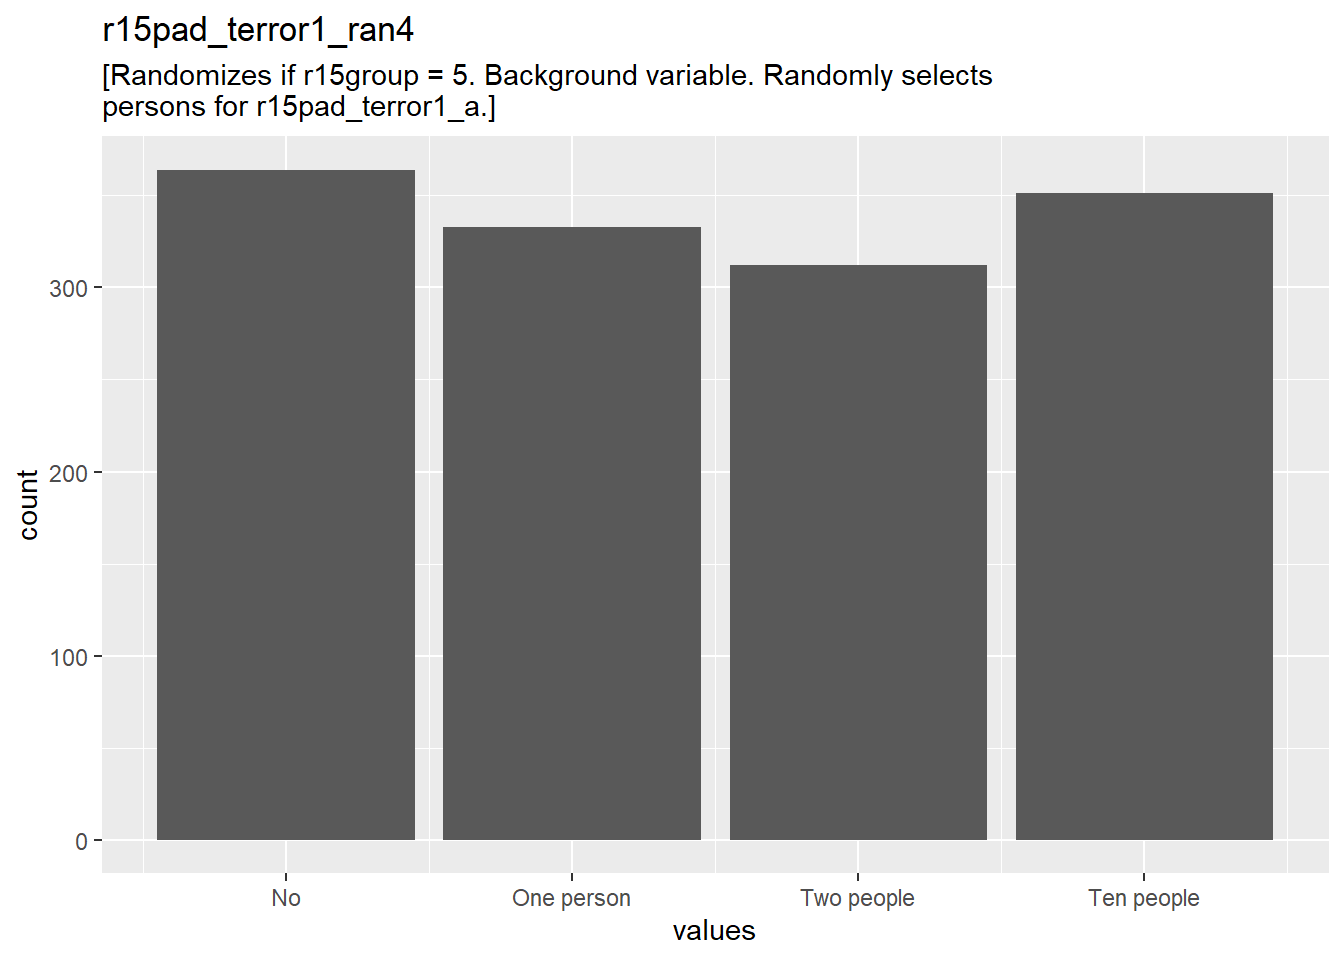 r15pad_terror1_ran4
[Randomizes if r15group = 5. Background variable. Randomly selects
persons for r15pad_terror1_a.]
300
200
100
0
count
No
One person
Two people
Ten people
values